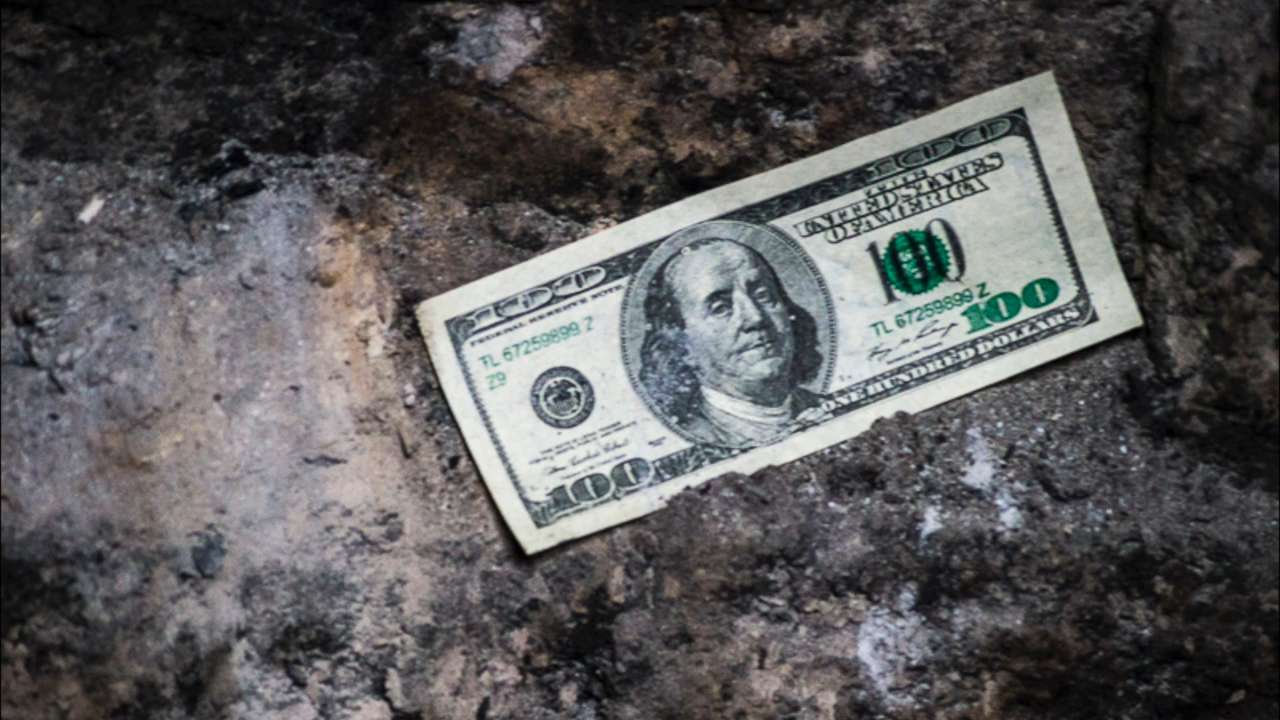 100
100
FEDERAL RESERVE NOTE
THE
UNITED STATES
OF AMERICA
TL 67259899 Z
Z9
100
TL 67259899 Z
100
ONE HUNDRED DOLLARS
100